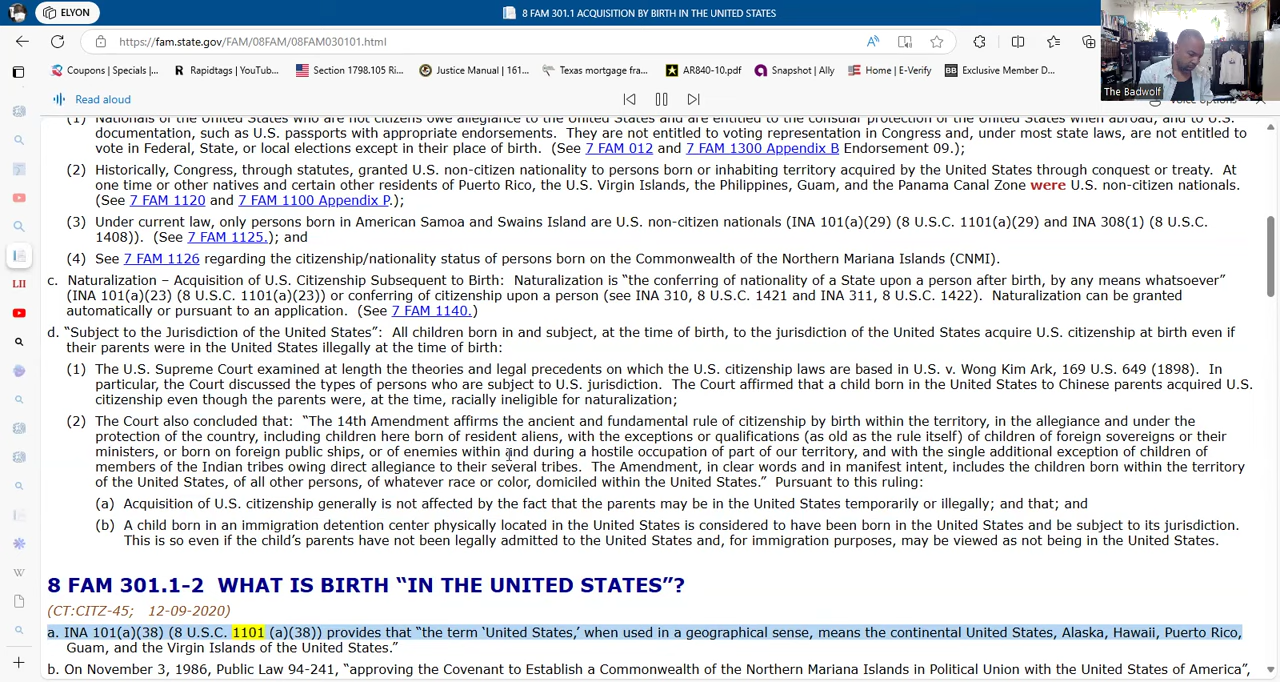 ELYON
8 FAM 301.1 ACQUISITION BY BIRTH IN THE UNITED STATES
https://fam.state.gov/FAM/08FAM/08FAM030101.html
Coupons | Specials |...
Rapidtags | YouTub...
Section 1798.105 Ri...
Justice Manual | 161...
Texas mortgage fra...
AR840-10.pdf
Snapshot | Ally
Home | E-Verify
Exclusive Member D...
The Badwolf
Read aloud
(1) Nationals of the United States who are not citizens owe allegiance to the United States and are entitled to the consular protection of the United States when abroad, and to U.S.
documentation, such as U.S. passports with appropriate endorsements. They are not entitled to voting representation in Congress and, under most state laws, are not entitled to
vote in Federal, State, or local elections except in their place of birth. (See 7 FAM 012 and 7 FAM 1300 Appendix B Endorsement 09.);
(2) Historically, Congress, through statutes, granted U.S. non-citizen nationality to persons born or inhabiting territory acquired by the United States through conquest or treaty. At
one time or other natives and certain other residents of Puerto Rico, the U.S. Virgin Islands, the Philippines, Guam, and the Panama Canal Zone were U.S. non-citizen nationals.
(See 7 FAM 1120 and 7 FAM 1100 Appendix P.);
(3) Under current law, only persons born in American Samoa and Swains Island are U.S. non-citizen nationals (INA 101(a)(29) (8 U.S.C. 1101(a)(29) and INA 308(1) (8 U.S.C.
1408)). (See 7 FAM 1125.); and
(4) See 7 FAM 1126 regarding the citizenship/nationality status of persons born on the Commonwealth of the Northern Mariana Islands (CNMI).
c. Naturalization – Acquisition of U.S. Citizenship Subsequent to Birth: Naturalization is “the conferring of nationality of a State upon a person after birth, by any means whatsoever”
(INA 101(a)(23) (8 U.S.C. 1101(a)(23)) or conferring of citizenship upon a person (see INA 310, 8 U.S.C. 1421 and INA 311, 8 U.S.C. 1422). Naturalization can be granted
automatically or pursuant to an application. (See 7 FAM 1140.)
d. “Subject to the Jurisdiction of the United States”: All children born in and subject, at the time of birth, to the jurisdiction of the United States acquire U.S. citizenship at birth even if
their parents were in the United States illegally at the time of birth:
(1) The U.S. Supreme Court examined at length the theories and legal precedents on which the U.S. citizenship laws are based in U.S. v. Wong Kim Ark, 169 U.S. 649 (1898). In
particular, the Court discussed the types of persons who are subject to U.S. jurisdiction. The Court affirmed that a child born in the United States to Chinese parents acquired U.S.
citizenship even though the parents were, at the time, racially ineligible for naturalization;
(2) The Court also concluded that: “The 14th Amendment affirms the ancient and fundamental rule of citizenship by birth within the territory, in the allegiance and under the
protection of the country, including children here born of resident aliens, with the exceptions or qualifications (as old as the rule itself) of children of foreign sovereigns or their
ministers, or born on foreign public ships, or of enemies within and during a hostile occupation of part of our territory, and with the single additional exception of children of
members of the Indian tribes owing direct allegiance to their several tribes. The Amendment, in clear words and in manifest intent, includes the children born within the territory
of the United States, of all other persons, of whatever race or color, domiciled within the United States.” Pursuant to this ruling:
(a) Acquisition of U.S. citizenship generally is not affected by the fact that the parents may be in the United States temporarily or illegally; and that; and
(b) A child born in an immigration detention center physically located in the United States is considered to have been born in the United States and be subject to its jurisdiction.
This is so even if the child’s parents have not been legally admitted to the United States and, for immigration purposes, may be viewed as not being in the United States.
8 FAM 301.1-2 WHAT IS BIRTH “IN THE UNITED STATES”?
(CT:CITZ-45; 12-09-2020)
a. INA 101(a)(38) (8 U.S.C. 1101 (a)(38)) provides that “the term ‘United States,’ when used in a geographical sense, means the continental United States, Alaska, Hawaii, Puerto Rico,
Guam, and the Virgin Islands of the United States.”
b. On November 3, 1986, Public Law 94-241, “approving the Covenant to Establish a Commonwealth of the Northern Mariana Islands in Political Union with the United States of America”,